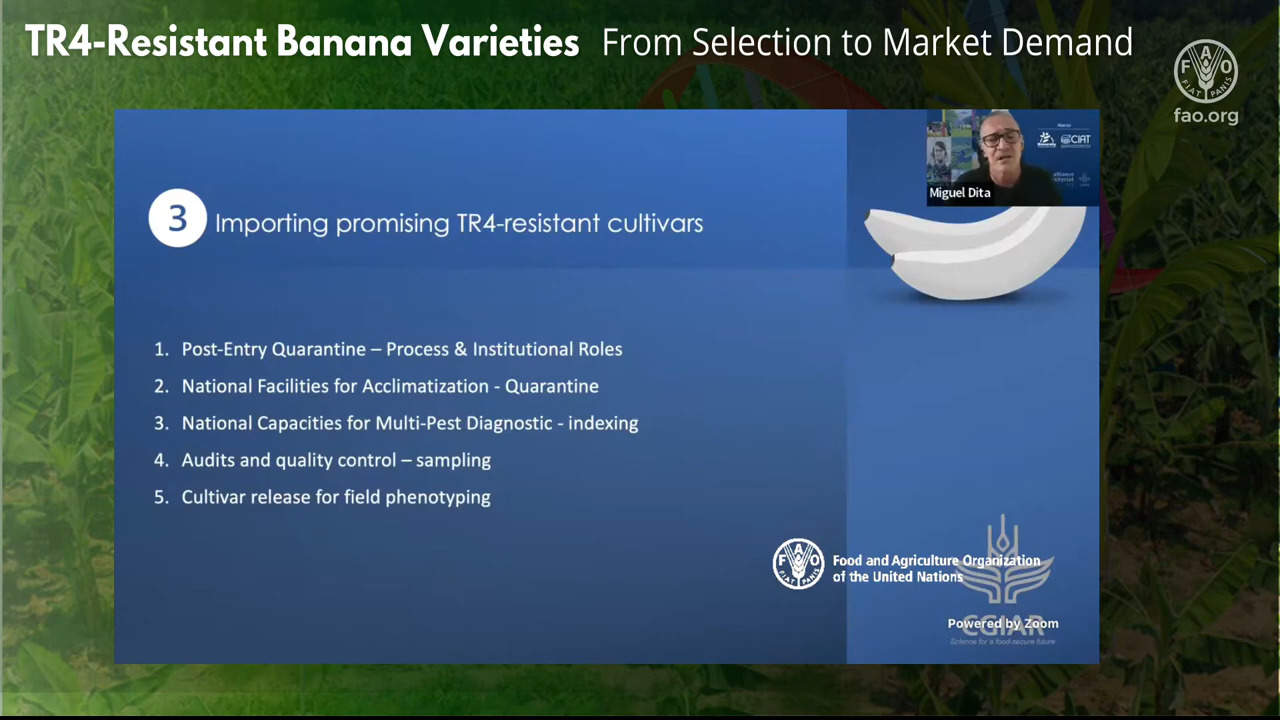 TR4-Resistant Banana Varieties From Selection to Market Demand
FAO
FIAT PANIS
fao.org
CIAT
Miguel Dita
3 Importing promising TR4-resistant cultivars
1. Post-Entry Quarantine – Process & Institutional Roles
2. National Facilities for Acclimatization - Quarantine
3. National Capacities for Multi-Pest Diagnostic - indexing
4. Audits and quality control – sampling
5. Cultivar release for field phenotyping
FAO
FIAT PANIS
Food and Agriculture Organization
of the United Nations
Powered by Zoom
CGIAR
Science for a food-secure future